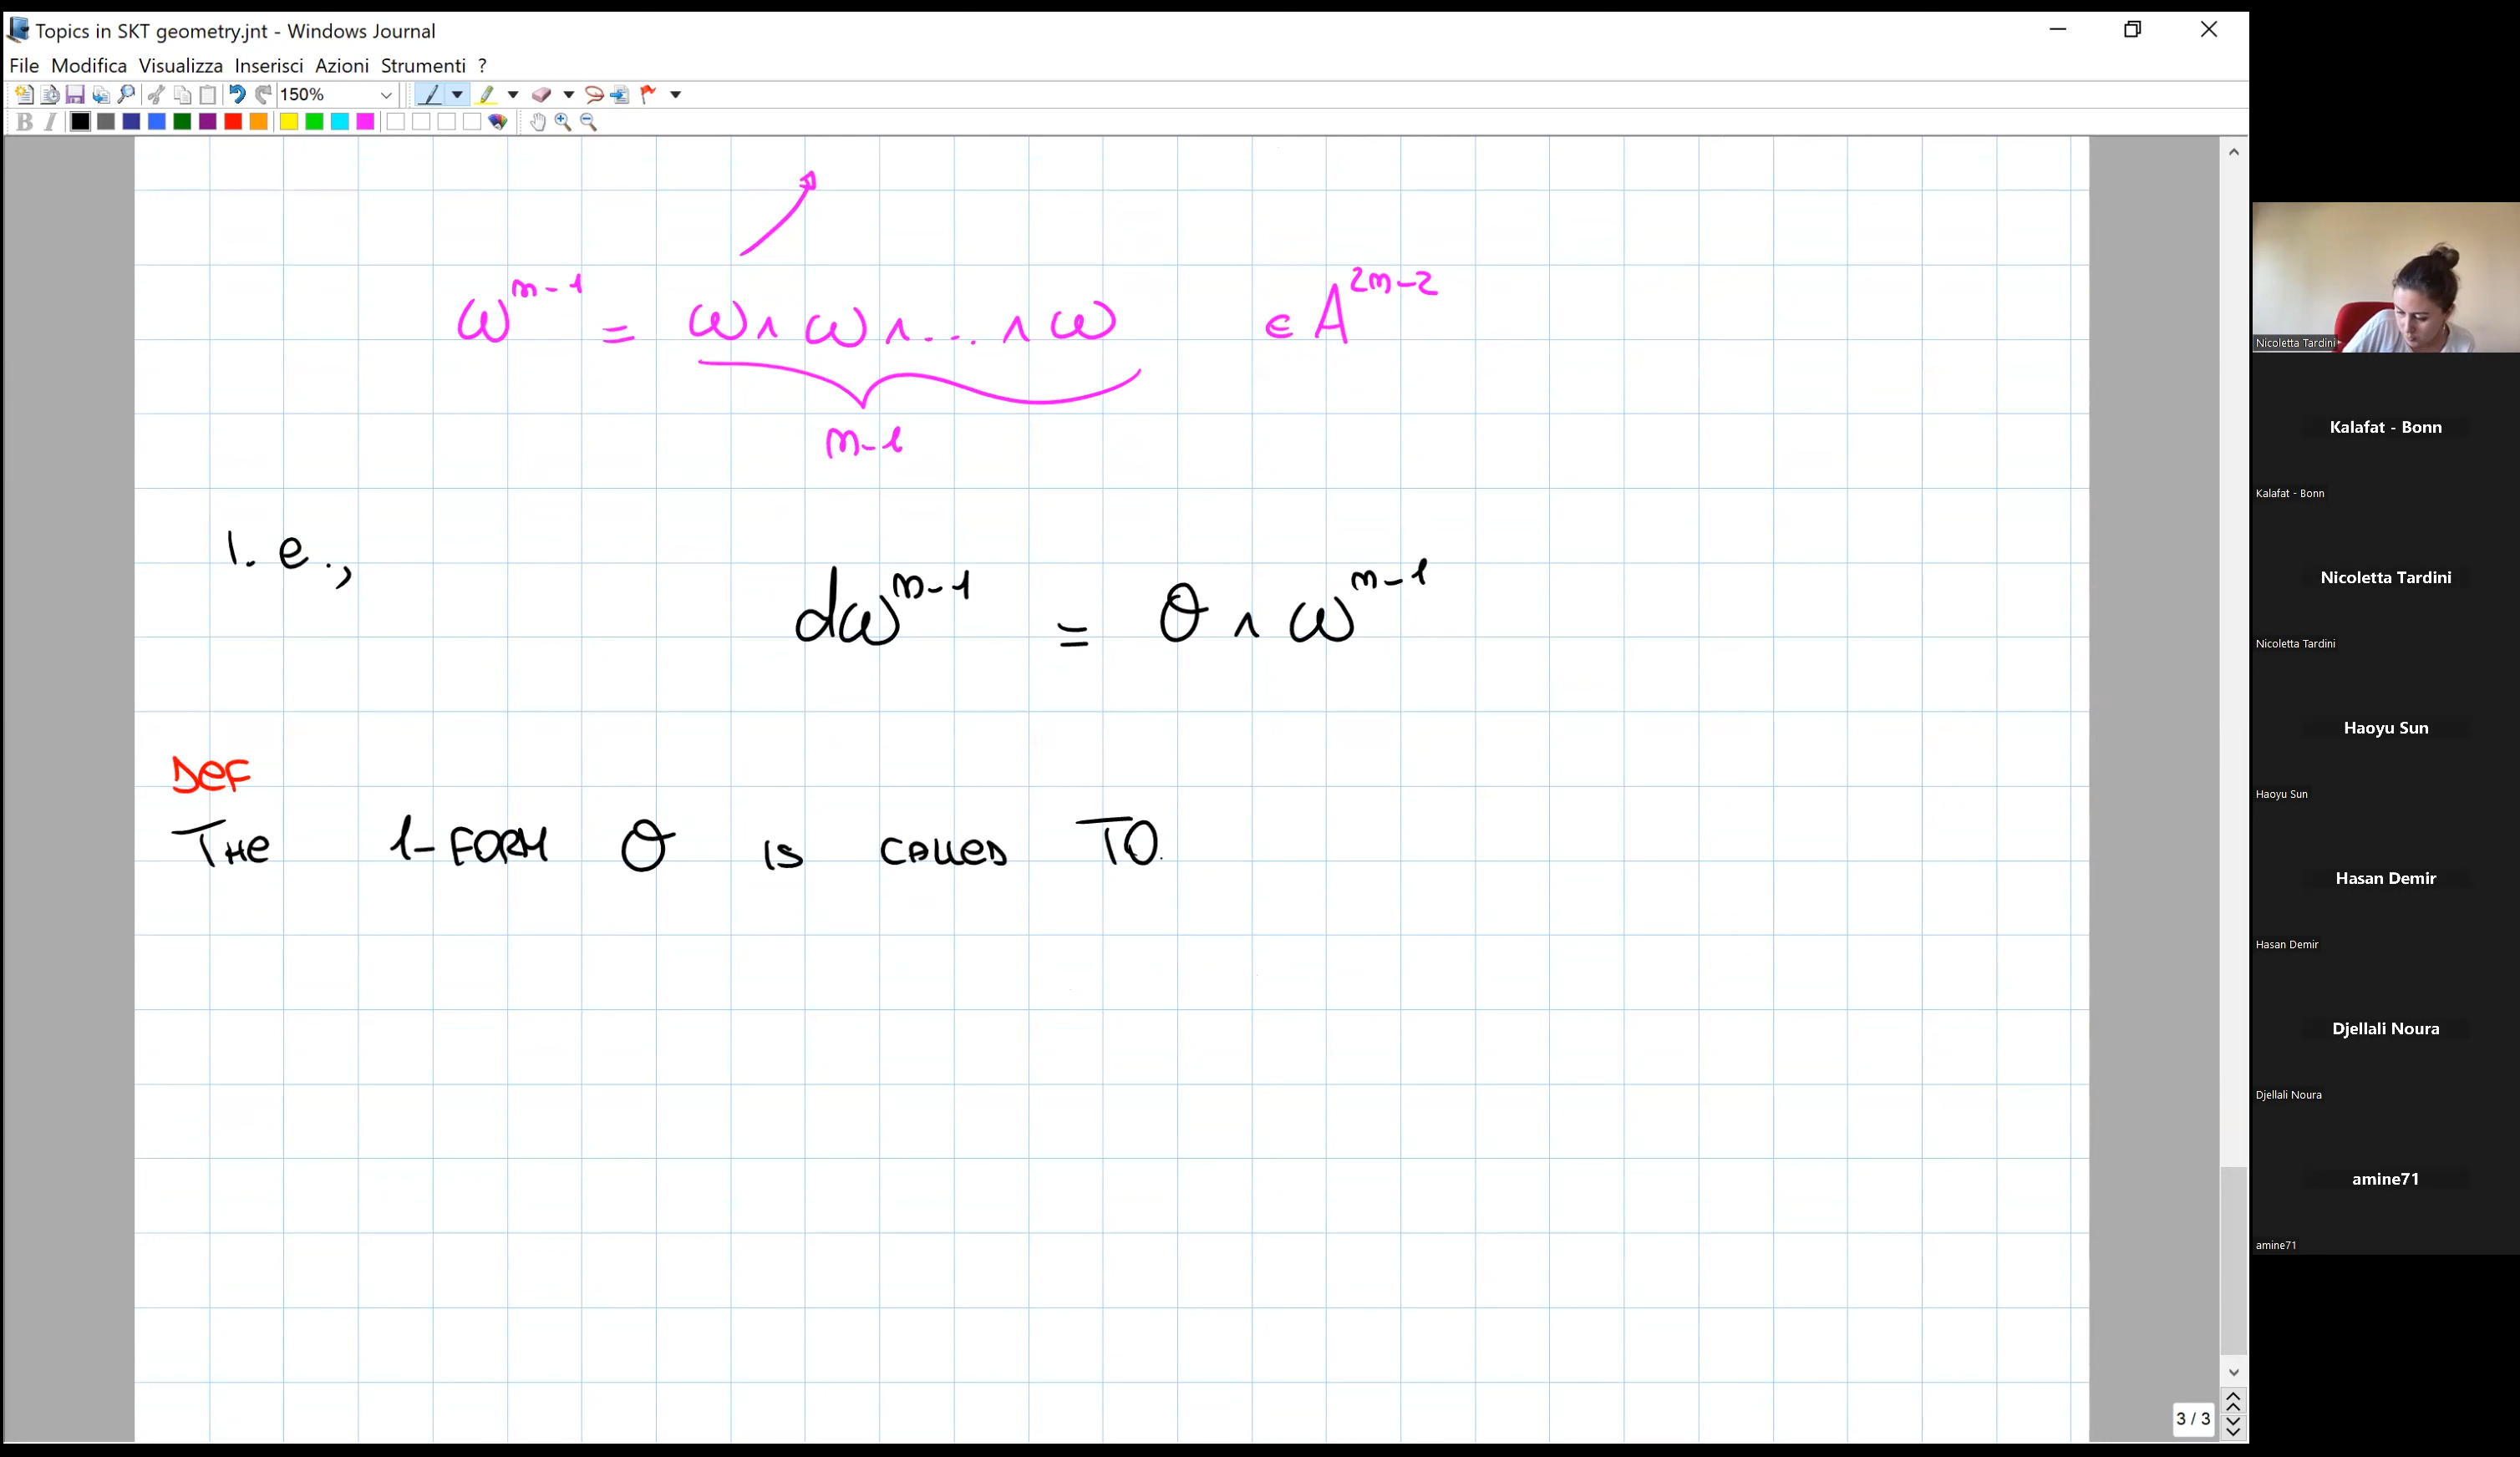 Topics in SKT geometry.jnt - Windows Journal
File Modifica Visualizza Inserisci Azioni Strumenti ?
150%
B I
ω^{n-1} = ω ∧ ω ∧ ... ∧ ω ∈ A^{2n-2}
n-1
I.e.,
dω^{n-1} = θ ∧ ω^{n-1}
DEF
THE 1-FORM θ IS CALLED TO
3 / 3
Nicoletta Tardini
Kalafat - Bonn
Kalafat - Bonn
Nicoletta Tardini
Nicoletta Tardini
Haoyu Sun
Haoyu Sun
Hasan Demir
Hasan Demir
Djellali Noura
Djellali Noura
amine71
amine71